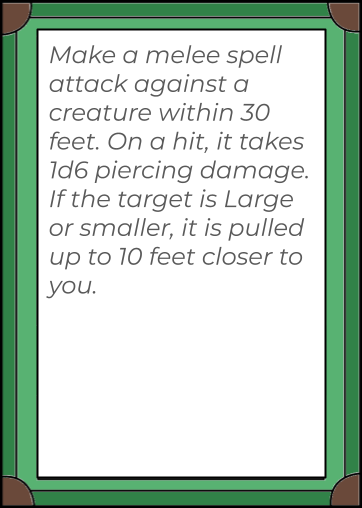 Make a melee spell
attack against a
creature within 30
feet. On a hit, it takes
1d6 piercing damage.
If the target is Large
or smaller, it is pulled
up to 10 feet closer to
you.